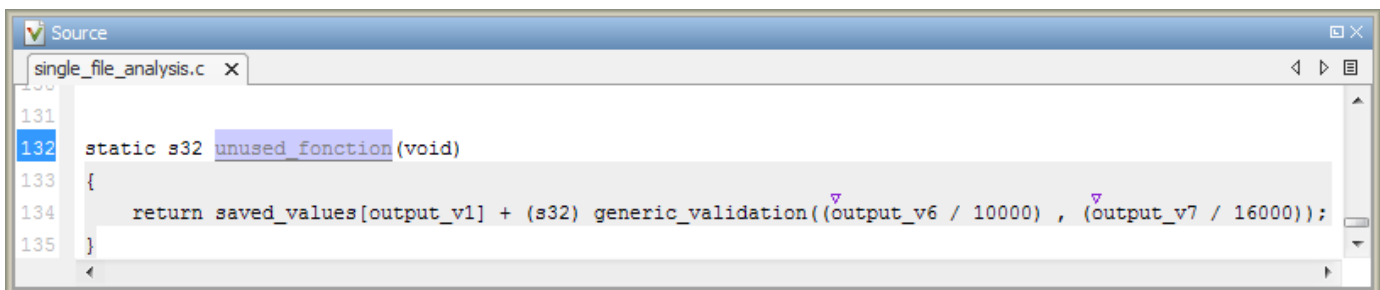 Source
single_file_analysis.c
131
132 static s32 unused_fonction(void)
133 {
134 return saved_values[output_v1] + (s32) generic_validation((output_v6 / 10000) , (output_v7 / 16000));
135 }